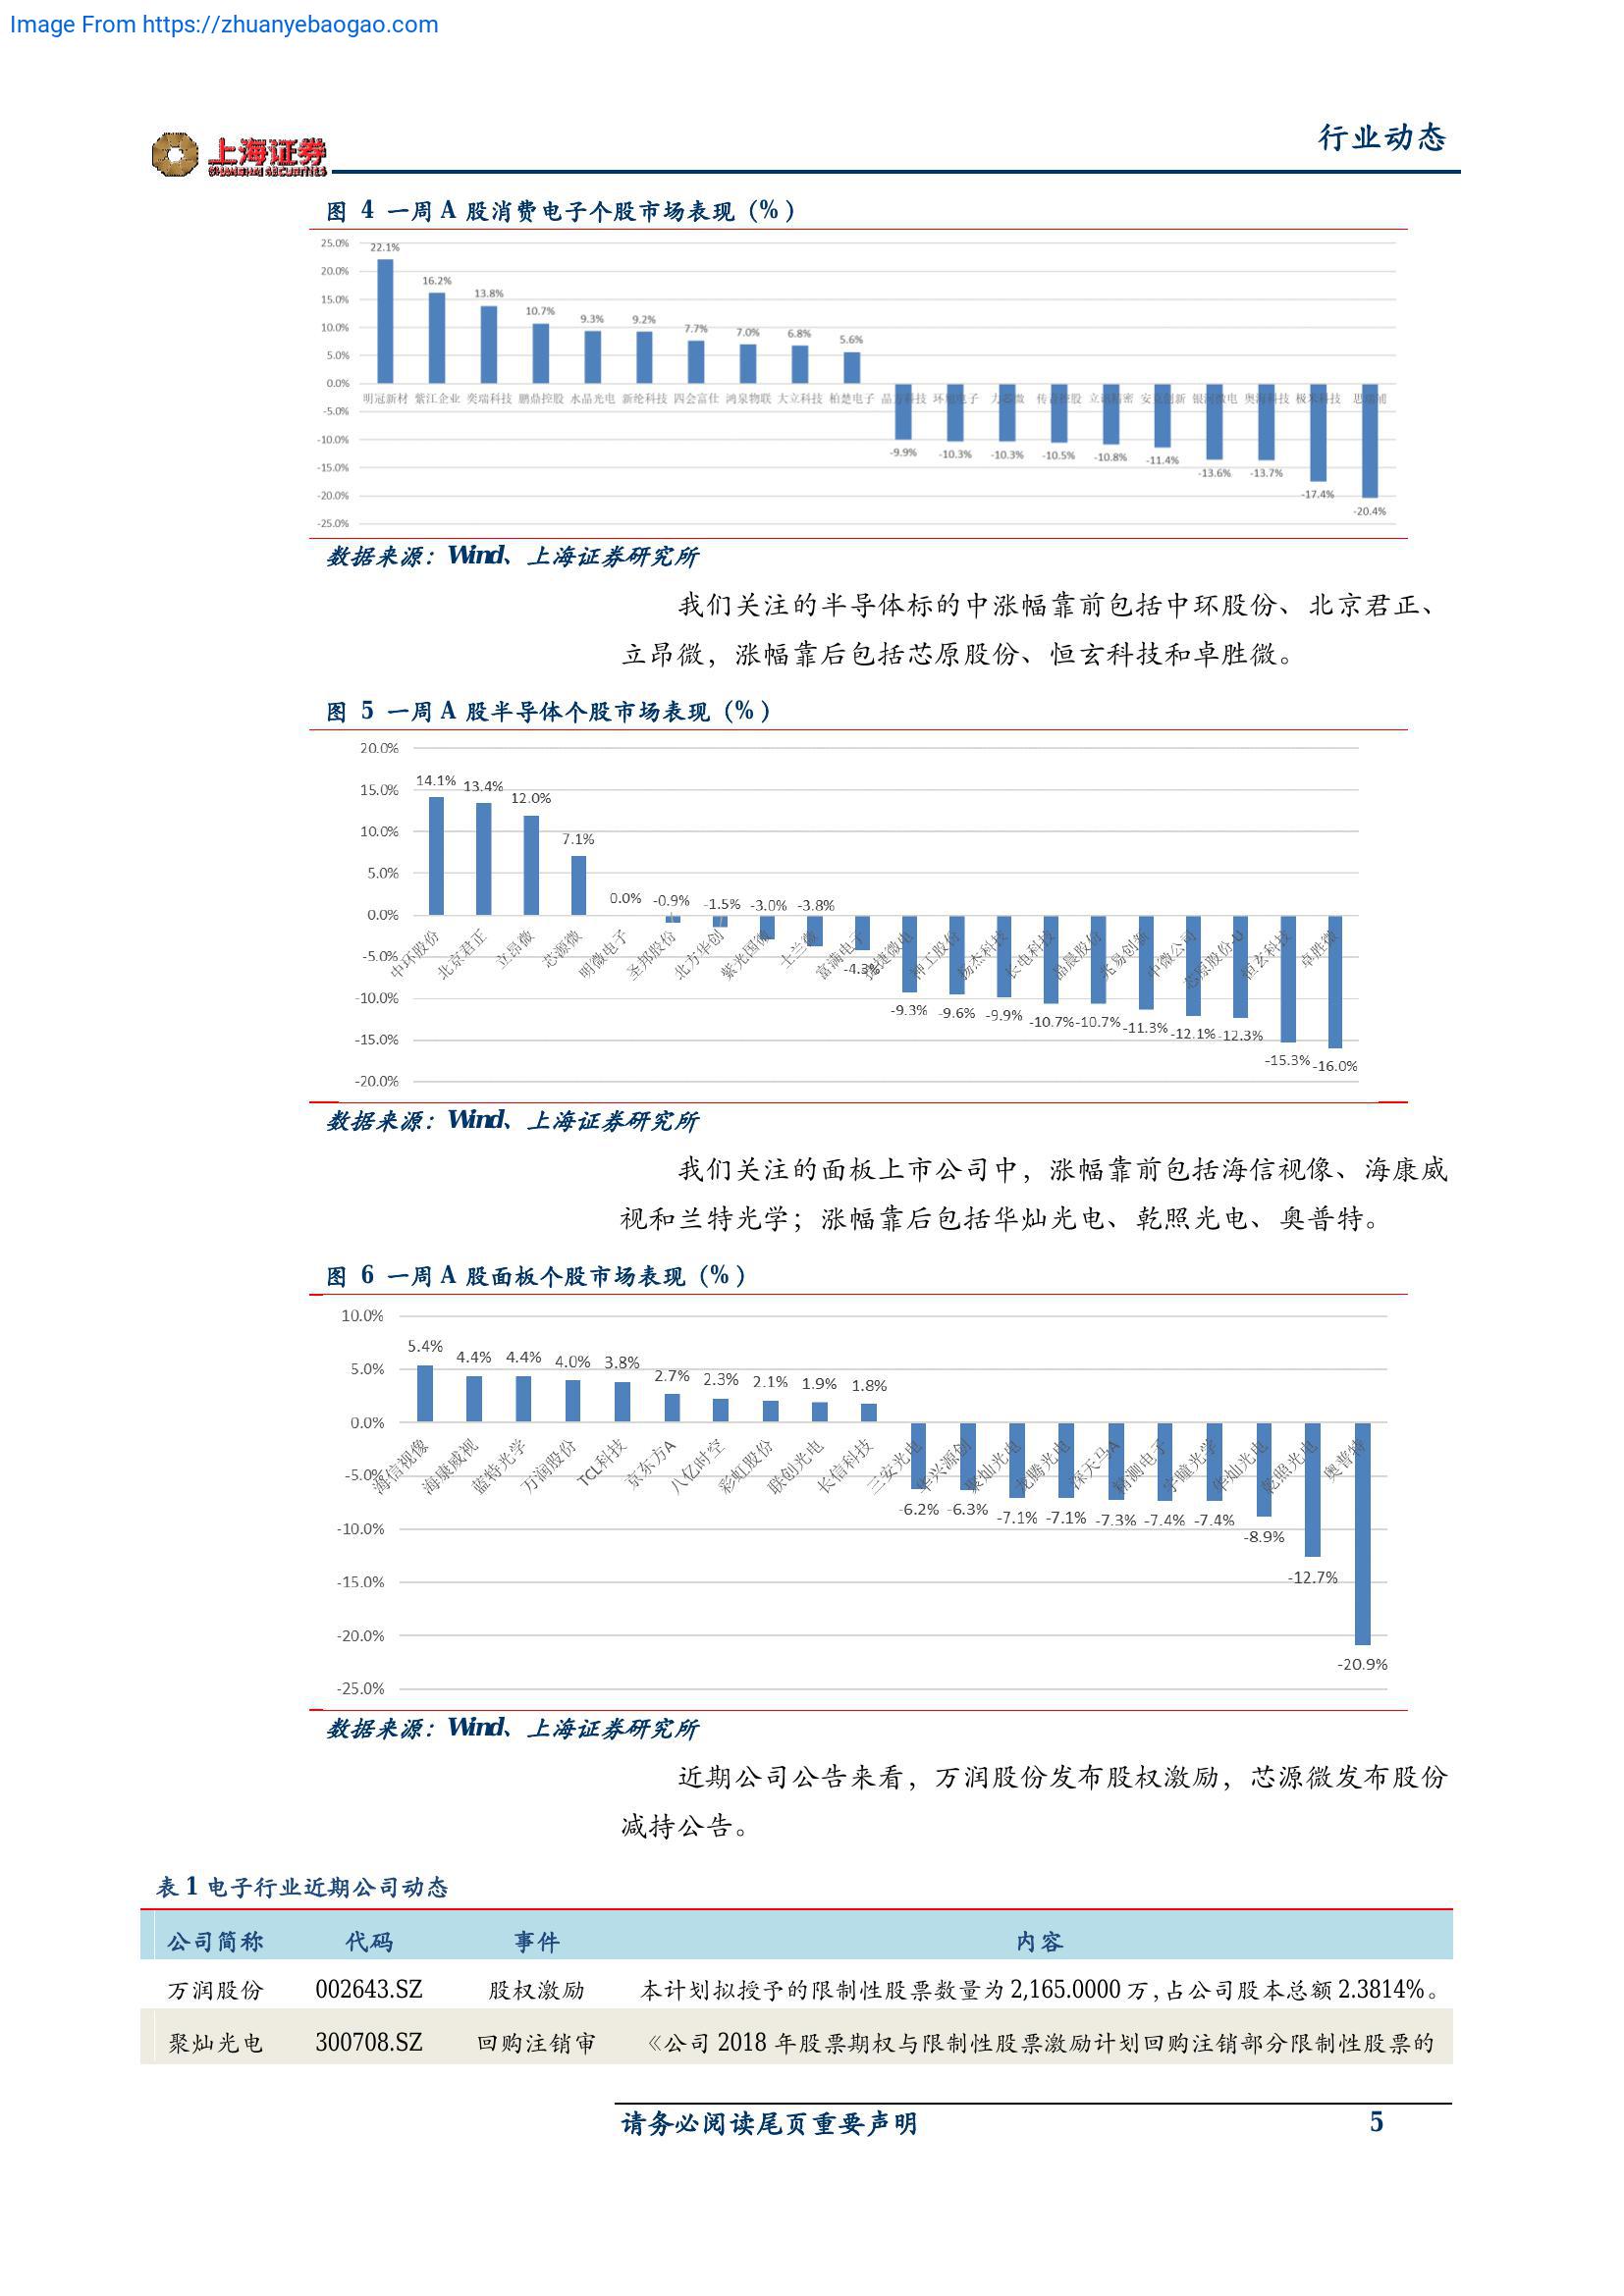 Image From https://zhuanyebaogao.com
上海证券
SHANGHAI SECURITIES
行业动态
图 4 一周 A 股消费电子个股市场表现（%）
25.0%
20.0%
15.0%
10.0%
5.0%
0.0%
-5.0%
-10.0%
-15.0%
-20.0%
-25.0%
22.1% 16.2% 13.8% 10.7% 9.3% 9.2% 7.7% 7.0% 6.8% 5.6%
明冠新材 紫江企业 奕瑞科技 鹏鼎控股 水晶光电 新纶科技 四会富仕 鸿泉物联 大立科技 柏楚电子
-9.9% -10.3% -10.3% -10.5% -10.8% -11.4% -13.6% -13.7% -17.4% -20.4%
数据来源：Wind、上海证券研究所
我们关注的半导体标的中涨幅靠前包括中环股份、北京君正、
立昂微，涨幅靠后包括芯原股份、恒玄科技和卓胜微。
图 5 一周 A 股半导体个股市场表现（%）
20.0%
15.0%
10.0%
5.0%
0.0%
-5.0%
-10.0%
-15.0%
-20.0%
14.1% 13.4% 12.0% 7.1% 0.0% -0.9% -1.5% -3.0% -3.8% -4.3%
中环股份 北京君正 立昂微 芯源微 明微电子 圣邦股份 北方华创 紫光国微 士兰微 富满电子 捷捷微电 神工股份 扬杰科技 长电科技 晶晨股份 兆易创新 中微公司 芯原股份-U 恒玄科技 卓胜微
-9.3% -9.6% -9.9% -10.7% -10.7% -11.3% -12.1% -12.3% -15.3% -16.0%
数据来源：Wind、上海证券研究所
我们关注的面板上市公司中，涨幅靠前包括海信视像、海康威
视和兰特光学；涨幅靠后包括华灿光电、乾照光电、奥普特。
图 6 一周 A 股面板个股市场表现（%）
10.0%
5.0%
0.0%
-5.0%
-10.0%
-15.0%
-20.0%
-25.0%
5.4% 4.4% 4.4% 4.0% 3.8% 2.7% 2.3% 2.1% 1.9% 1.8%
海信视像 海康威视 蓝特光学 万润股份 TCL科技 京东方A 八亿时空 彩虹股份 联创光电 长信科技 三安光电 华兴源创 聚灿光电 龙腾光电 深天马A 精测电子 宇瞳光学 华灿光电 乾照光电 奥普特
-6.2% -6.3% -7.1% -7.1% -7.3% -7.4% -7.4% -8.9% -12.7% -20.9%
数据来源：Wind、上海证券研究所
近期公司公告来看，万润股份发布股权激励，芯源微发布股份
减持公告。
表 1 电子行业近期公司动态
公司简称 代码 事件 内容
万润股份 002643.SZ 股权激励 本计划拟授予的限制性股票数量为 2,165.0000 万，占公司股本总额 2.3814%。
聚灿光电 300708.SZ 回购注销审 《公司 2018 年股票期权与限制性股票激励计划回购注销部分限制性股票的
请务必阅读尾页重要声明 5